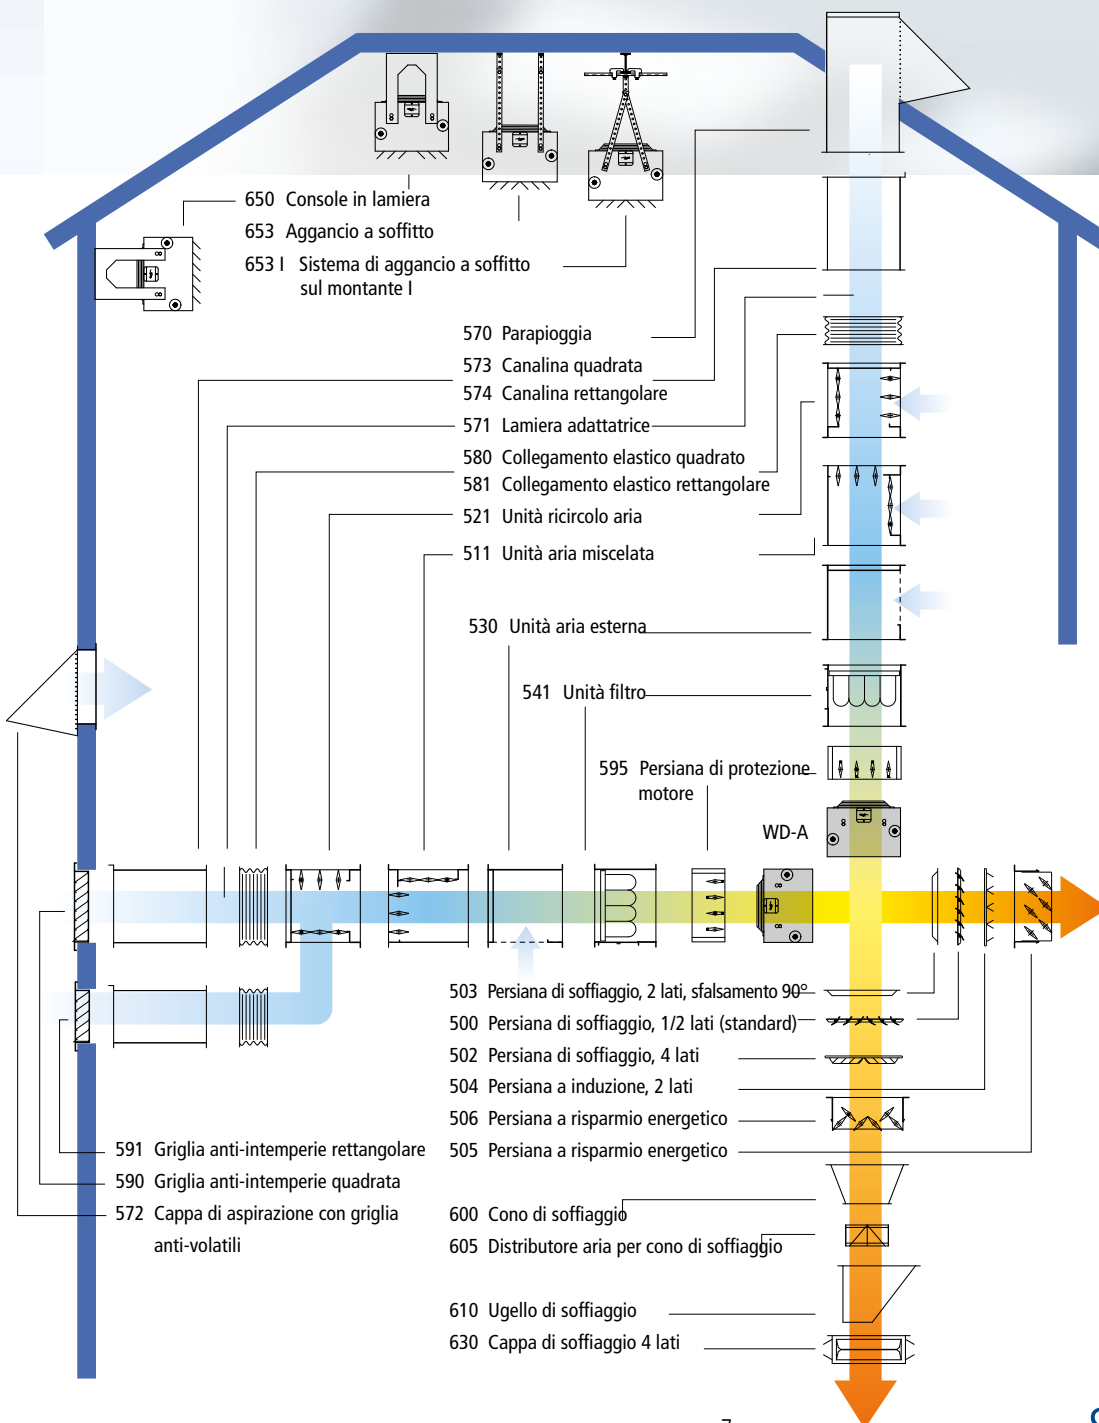 650 Console in lamiera
653 Aggancio a soffitto
653 I Sistema di aggancio a soffitto
sul montante I
570 Parapioggia
573 Canalina quadrata
574 Canalina rettangolare
571 Lamiera adattatrice
580 Collegamento elastico quadrato
581 Collegamento elastico rettangolare
521 Unità ricircolo aria
511 Unità aria miscelata
530 Unità aria esterna
541 Unità filtro
595 Persiana di protezione
motore
WD-A
503 Persiana di soffiaggio, 2 lati, sfalsamento 90°
500 Persiana di soffiaggio, 1/2 lati (standard)
502 Persiana di soffiaggio, 4 lati
504 Persiana a induzione, 2 lati
506 Persiana a risparmio energetico
505 Persiana a risparmio energetico
591 Griglia anti-intemperie rettangolare
590 Griglia anti-intemperie quadrata
572 Cappa di aspirazione con griglia
anti-volatili
600 Cono di soffiaggio
605 Distributore aria per cono di soffiaggio
610 Ugello di soffiaggio
630 Cappa di soffiaggio 4 lati